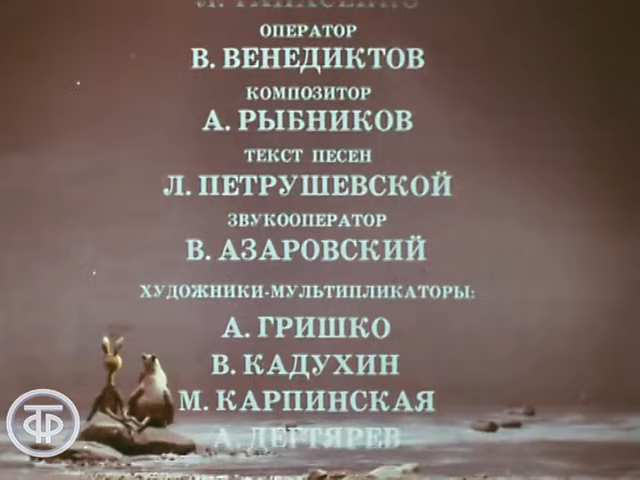 ОПЕРАТОР
В. ВЕНЕДИКТОВ
КОМПОЗИТОР
А. РЫБНИКОВ
ТЕКСТ ПЕСЕН
Л. ПЕТРУШЕВСКОЙ
ЗВУКООПЕРАТОР
В. АЗАРОВСКИЙ
ХУДОЖНИКИ-МУЛЬТИПЛИКАТОРЫ:
А. ГРИШКО
В. КАДУХИН
М. КАРПИНСКАЯ
А. ДЕГТЯРЕВ